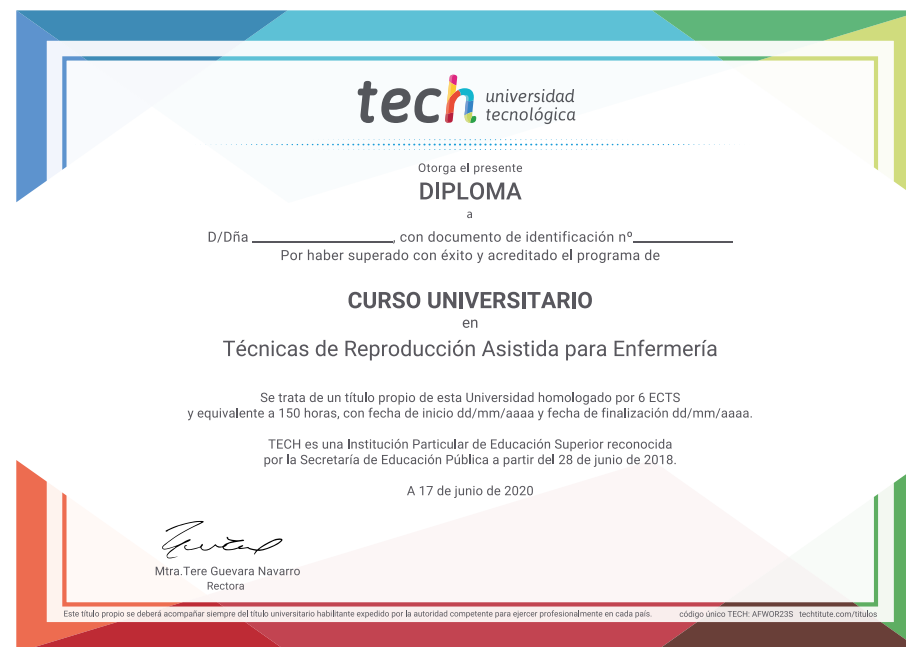 tech universidad
tecnológica
Otorga el presente
DIPLOMA
a
D/Dña ____________________, con documento de identificación nº______________
Por haber superado con éxito y acreditado el programa de
CURSO UNIVERSITARIO
en
Técnicas de Reproducción Asistida para Enfermería
Se trata de un título propio de esta Universidad homologado por 6 ECTS
y equivalente a 150 horas, con fecha de inicio dd/mm/aaaa y fecha de finalización dd/mm/aaaa.
TECH es una Institución Particular de Educación Superior reconocida
por la Secretaría de Educación Pública a partir del 28 de junio de 2018.
A 17 de junio de 2020
Mtra.Tere Guevara Navarro
Rectora
Este título propio se deberá acompañar siempre del título universitario habilitante expedido por la autoridad competente para ejercer profesionalmente en cada país. código único TECH: AFWOR23S techtitute.com/títulos